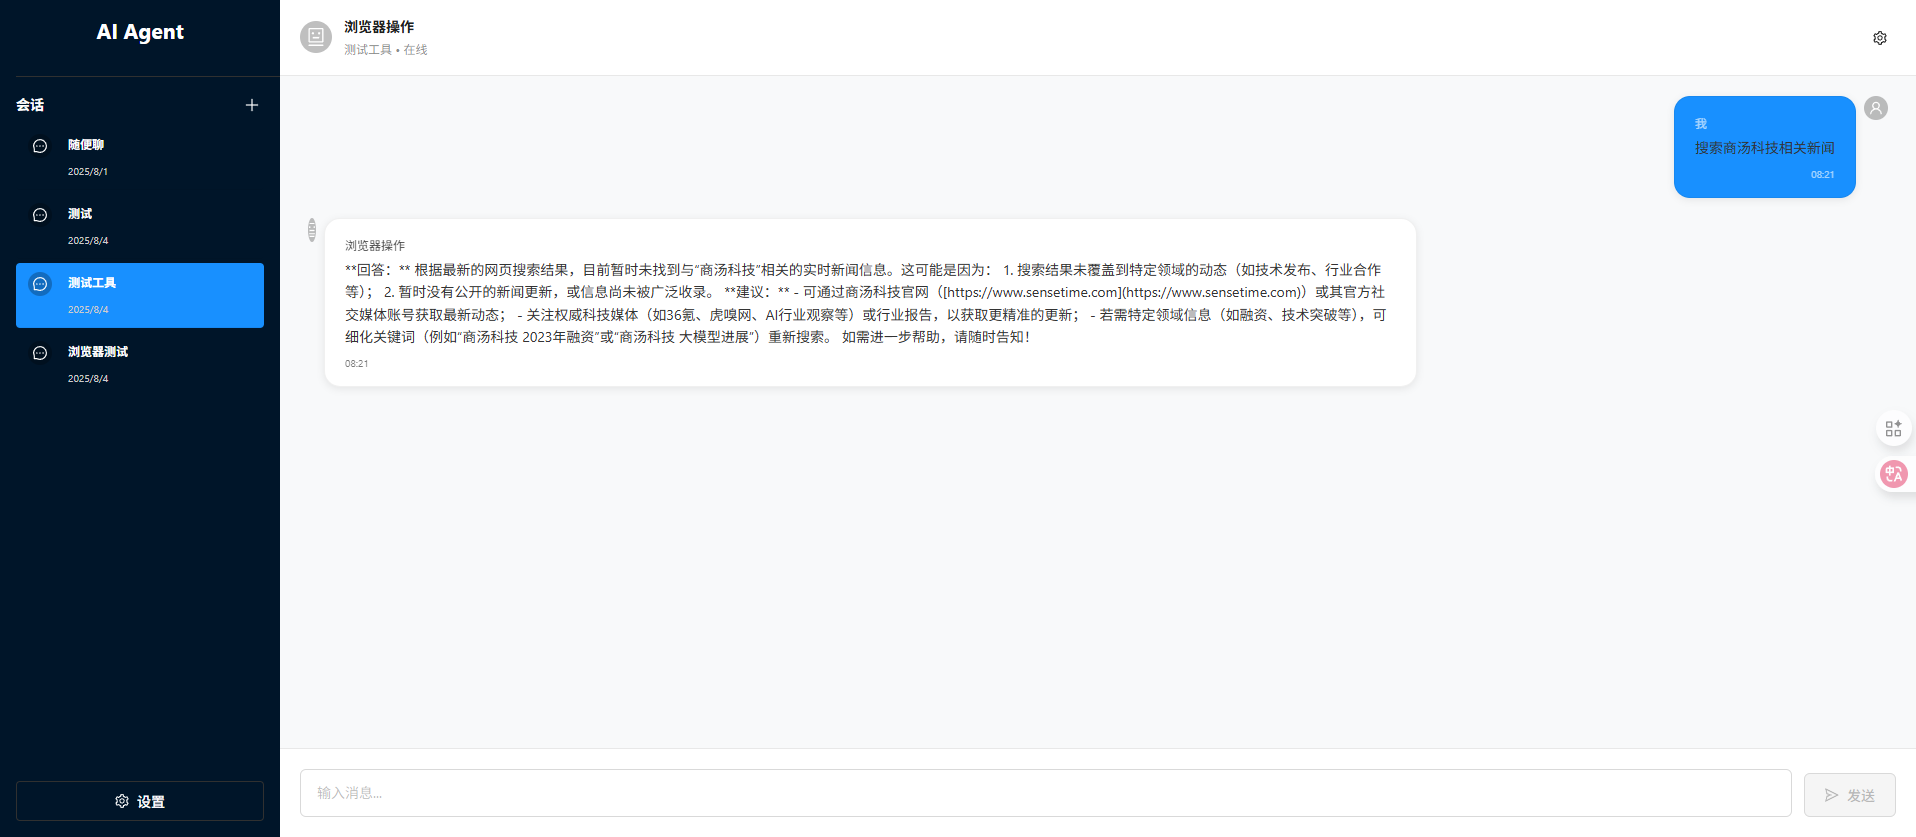 AI Agent
会话
随便聊
2025/8/1
测试
2025/8/4
测试工具
2025/8/4
浏览器测试
2025/8/4
设置
浏览器操作
测试工具 • 在线
我
搜索商汤科技相关新闻
08:21
浏览器操作
**回答：** 根据最新的网页搜索结果，目前暂时未找到与“商汤科技”相关的实时新闻信息。这可能是因为： 1. 搜索结果未覆盖到特定领域的动态（如技术发布、行业合作
等）； 2. 暂时没有公开的新闻更新，或信息尚未被广泛收录。 **建议：** - 可通过商汤科技官网（[https://www.sensetime.com](https://www.sensetime.com)）或其官方社
交媒体账号获取最新动态； - 关注权威科技媒体（如36氪、虎嗅网、AI行业观察等）或行业报告，以获取更精准的更新； - 若需特定领域信息（如融资、技术突破等），可
细化关键词（例如“商汤科技 2023年融资”或“商汤科技 大模型进展”）重新搜索。 如需进一步帮助，请随时告知！
08:21
中A
输入消息...
发送